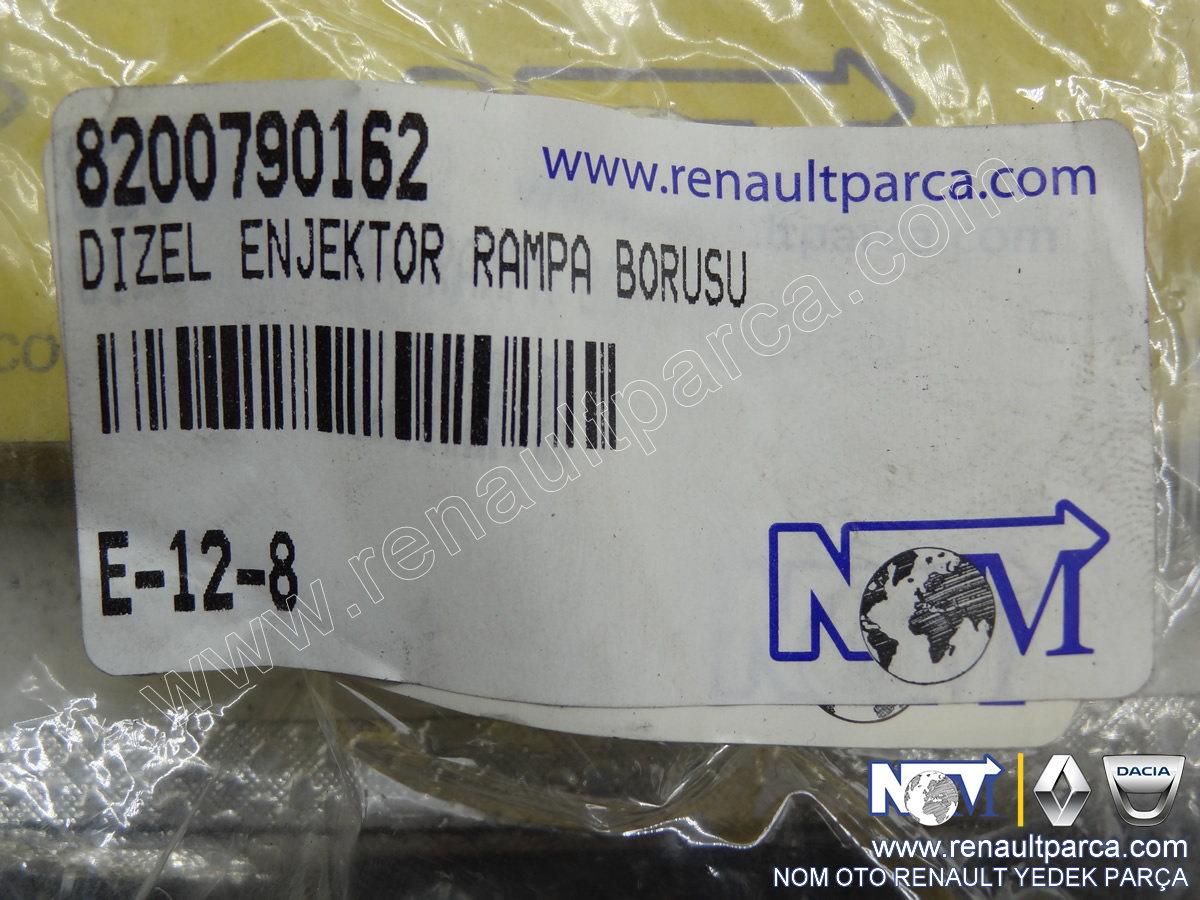 8200790162
www.renaultparca.com
DIZEL ENJEKTOR RAMPA BORUSU
E-12-8
NOM
www.renaultparca.com
NOM
DACIA
www.renaultparca.com
NOM OTO RENAULT YEDEK PARÇA